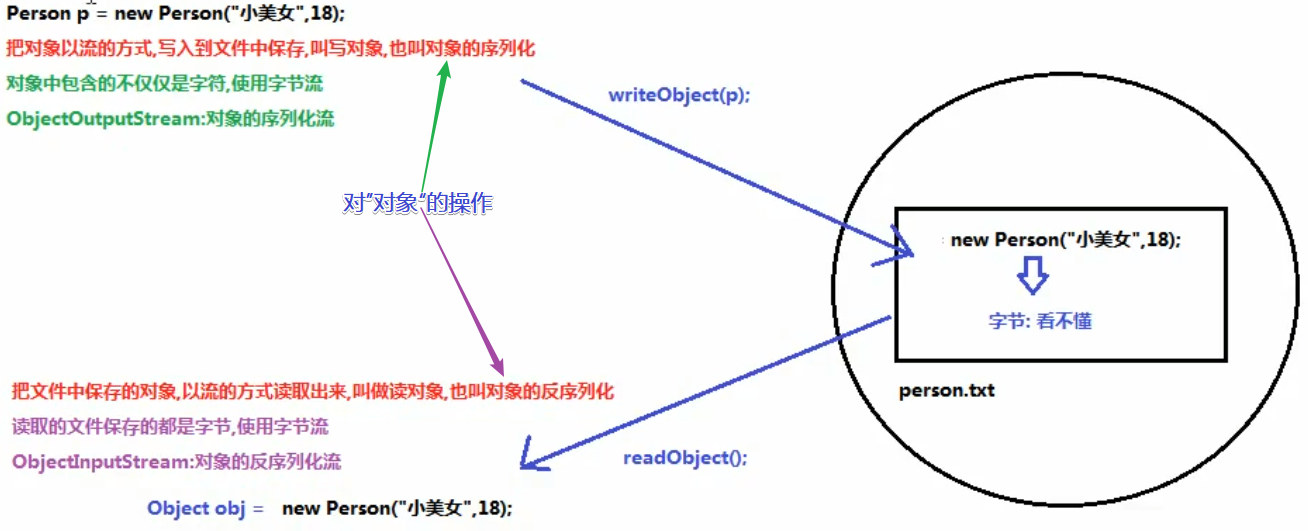 Person p = new Person("小美女",18);
把对象以流的方式,写入到文件中保存,叫写对象,也叫对象的序列化
对象中包含的不仅仅是字符,使用字节流
ObjectOutputStream:对象的序列化流
writeObject(p);
对"对象"的操作
new Person("小美女",18);
字节: 看不懂
person.txt
把文件中保存的对象,以流的方式读取出来,叫做读对象,也叫对象的反序列化
读取的文件保存的都是字节,使用字节流
ObjectInputStream:对象的反序列化流
readObject();
Object obj = new Person("小美女",18);